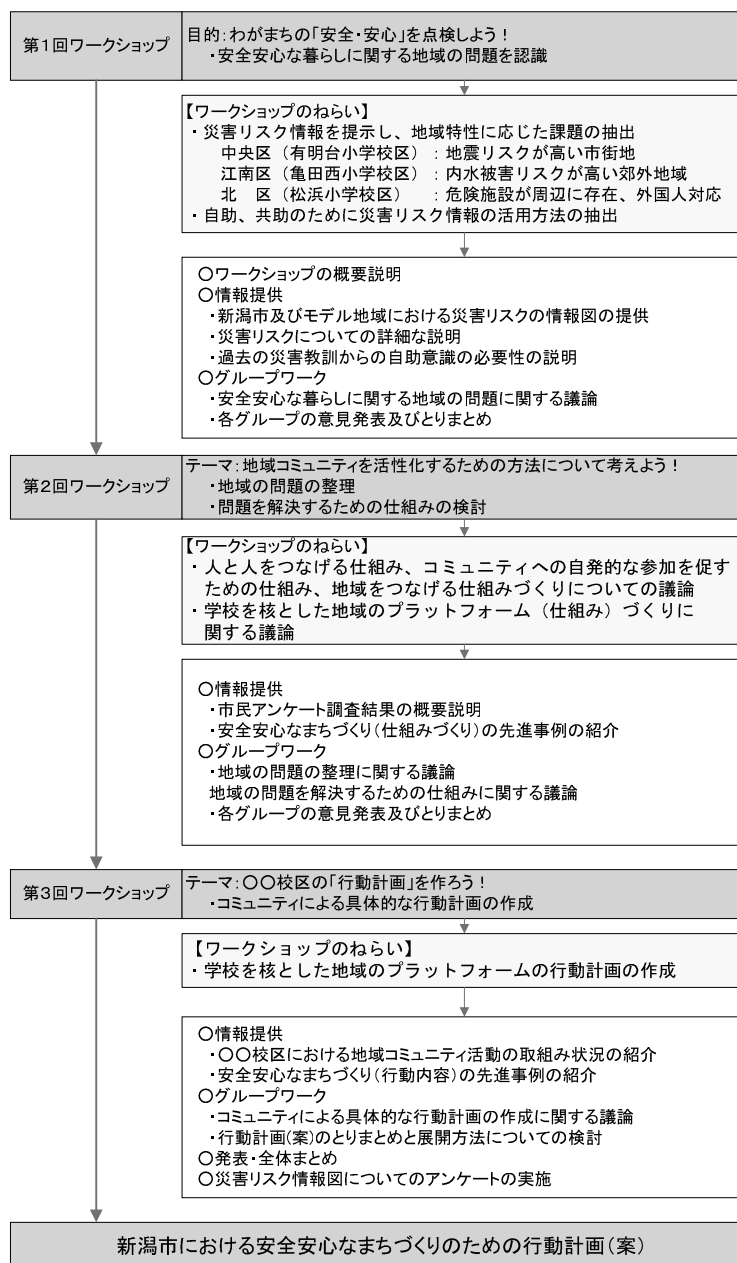 第1回ワークショップ
目的:わがまちの「安全・安心」を点検しよう！
・安全安心な暮らしに関する地域の問題を認識
【ワークショップのねらい】
・災害リスク情報を提示し、地域特性に応じた課題の抽出
中央区（有明台小学校区）：地震リスクが高い市街地
江南区（亀田西小学校区）：内水被害リスクが高い郊外地域
北　区（松浜小学校区）：危険施設が周辺に存在、外国人対応
・自助、共助のために災害リスク情報の活用方法の抽出
○ワークショップの概要説明
○情報提供
・新潟市及びモデル地域における災害リスクの情報図の提供
・災害リスクについての詳細な説明
・過去の災害教訓からの自助意識の必要性の説明
○グループワーク
・安全安心な暮らしに関する地域の問題に関する議論
・各グループの意見発表及びとりまとめ
第2回ワークショップ
テーマ:地域コミュニティを活性化するための方法について考えよう！
・地域の問題の整理
・問題を解決するための仕組みの検討
【ワークショップのねらい】
・人と人をつなげる仕組み、コミュニティへの自発的な参加を促す
ための仕組み、地域をつなげる仕組みづくりについての議論
・学校を核とした地域のプラットフォーム（仕組み）づくりに
関する議論
○情報提供
・市民アンケート調査結果の概要説明
・安全安心なまちづくり(仕組みづくり)の先進事例の紹介
○グループワーク
・地域の問題の整理に関する議論
地域の問題を解決するための仕組みに関する議論
・各グループの意見発表及びとりまとめ
第3回ワークショップ
テーマ:○○校区の「行動計画」を作ろう！
・コミュニティによる具体的な行動計画の作成
【ワークショップのねらい】
・学校を核とした地域のプラットフォームの行動計画の作成
○情報提供
・○○校区における地域コミュニティ活動の取組み状況の紹介
・安全安心なまちづくり(行動内容)の先進事例の紹介
○グループワーク
・コミュニティによる具体的な行動計画の作成に関する議論
・行動計画(案)のとりまとめと展開方法についての検討
○発表・全体まとめ
○災害リスク情報図についてのアンケートの実施
新潟市における安全安心なまちづくりのための行動計画(案)